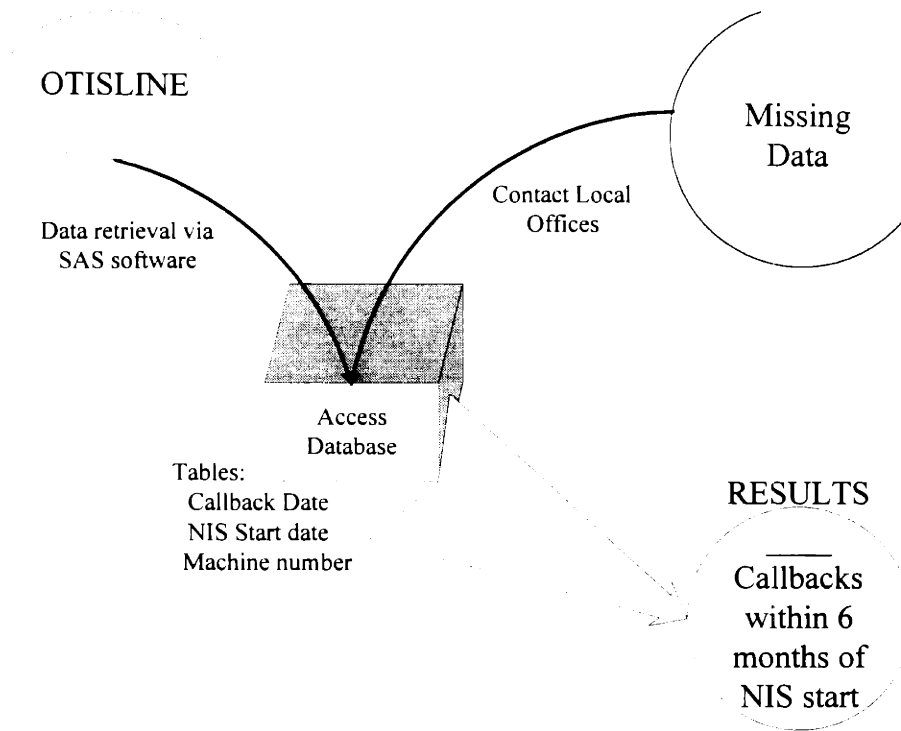 OTISLINE
Missing
Data
Contact Local
Offices
Data retrieval via
SAS software
Access
Database
Tables:
Callback Date
NIS Start date
Machine number
RESULTS
Callbacks
within 6
months of
NIS start